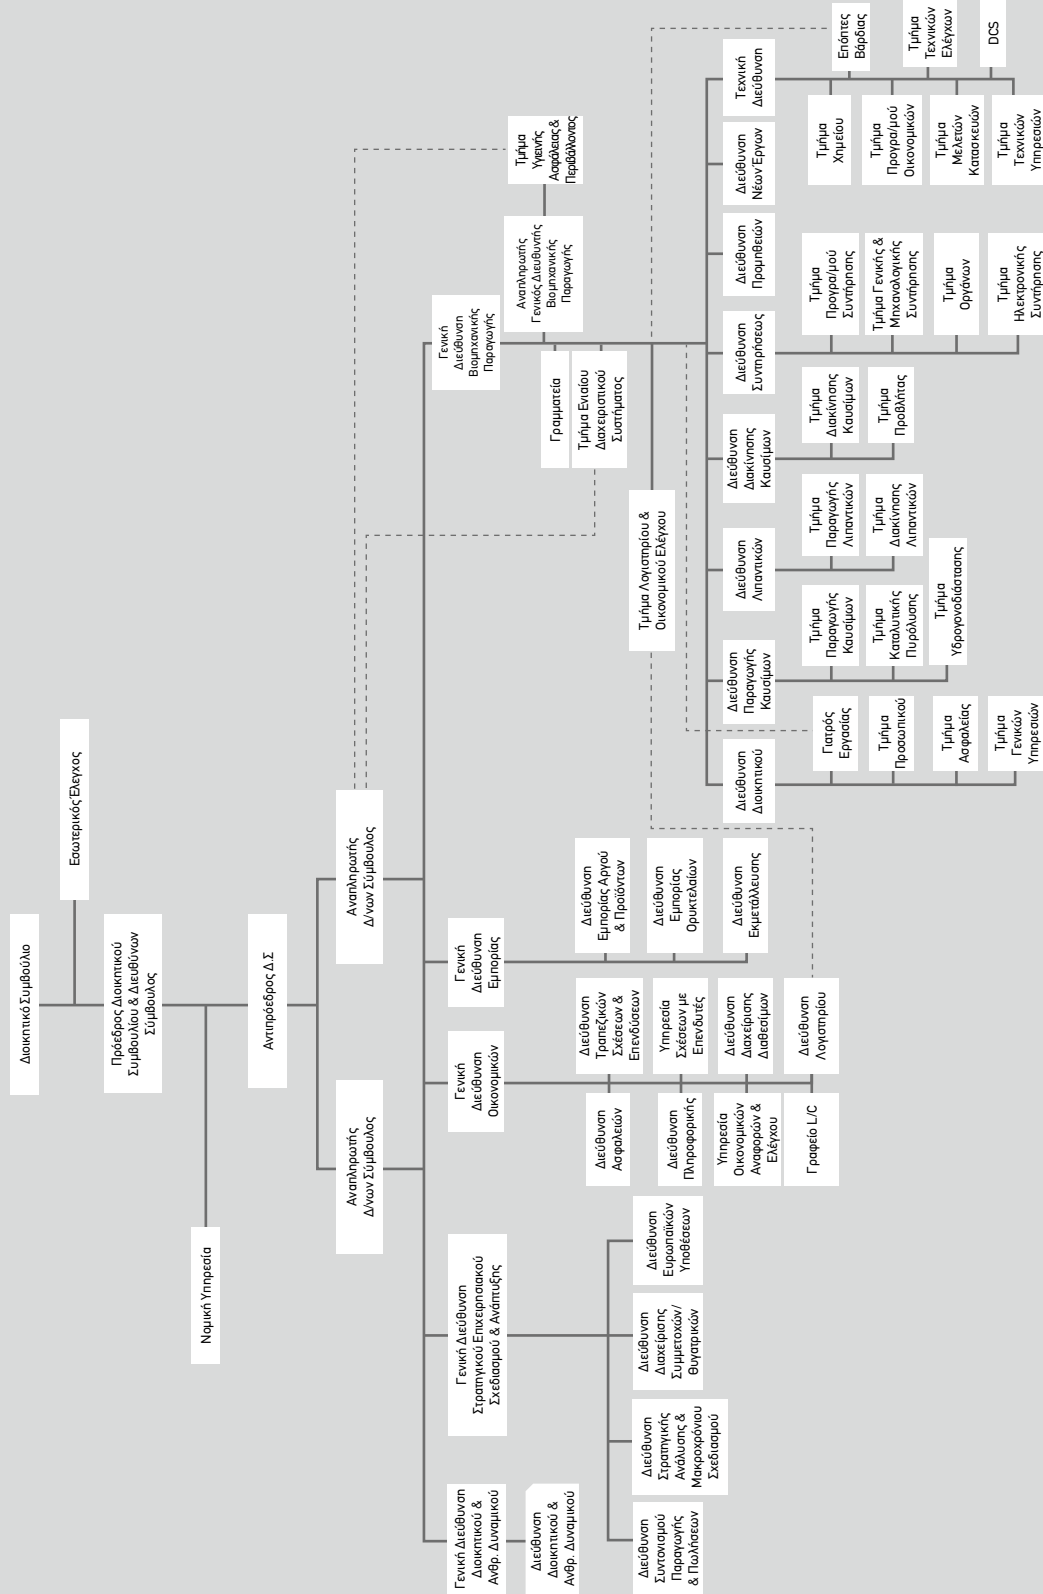 Διοικητικό Συμβούλιο
Εσωτερικός Έλεγχος
Πρόεδρος Διοικητικού
Συμβουλίου & Διευθύνων
Σύμβουλος
Νομική Υπηρεσία
Αντιπρόεδρος Δ.Σ
Αναπληρωτής
Δ/νων Σύμβουλος
Αναπληρωτής
Δ/νων Σύμβουλος
Γενική Διεύθυνση
Διοικητικού &
Ανθρ. Δυναμικού
Διεύθυνση
Διοικητικού &
Ανθρ. Δυναμικού
Γενική Διεύθυνση
Στρατηγικού Επιχειρησιακού
Σχεδιασμού & Ανάπτυξης
Διεύθυνση
Συντονισμού
Παραγωγής
& Πωλήσεων
Διεύθυνση
Στρατηγικής
Ανάλυσης &
Μακροχρόνιου
Σχεδιασμού
Διεύθυνση
Διαχείρισης
Συμμετοχών/
Θυγατρικών
Διεύθυνση
Ευρωπαϊκών
Υποθέσεων
Γενική
Διεύθυνση
Οικονομικών
Διεύθυνση
Ασφαλειών
Διεύθυνση
Τραπεζικών
Σχέσεων &
Επενδύσεων
Διεύθυνση
Πληροφορικής
Υπηρεσία
Σχέσεων με
Επενδυτές
Υπηρεσία
Οικονομικών
Αναφορών &
Ελέγχου
Διεύθυνση
Διαχείρισης
Διαθεσίμων
Γραφείο L/C
Διεύθυνση
Λογιστηρίου
Γενική
Διεύθυνση
Εμπορίας
Διεύθυνση
Εμπορίας Αργού
& Προϊόντων
Διεύθυνση
Εμπορίας
Ορυκτελαίων
Διεύθυνση
Εκμετάλλευσης
Γενική
Διεύθυνση
Βιομηχανικής
Παραγωγής
Αναπληρωτής
Γενικός Διευθυντής
Βιομηχανικής
Παραγωγής
Τμήμα
Υγιεινής
Ασφάλειας &
Περιβάλλοντος
Γραμματεία
Τμήμα Ενιαίου
Διαχειριστικού
Συστήματος
Τμήμα Λογιστηρίου &
Οικονομικού Ελέγχου
Διεύθυνση
Διοικητικού
Γιατρός
Εργασίας
Τμήμα
Προσωπικού
Τμήμα
Ασφαλείας
Τμήμα
Γενικών
Υπηρεσιών
Διεύθυνση
Παραγωγής
Καυσίμων
Τμήμα
Παραγωγής
Καυσίμων
Τμήμα
Καταλυτικής
Πυρόλυσης
Τμήμα
Υδρογονοδιάστασης
Διεύθυνση
Λιπαντικών
Τμήμα
Παραγωγής
Λιπαντικών
Τμήμα
Διακίνησης
Λιπαντικών
Διεύθυνση
Διακίνησης
Καυσίμων
Τμήμα
Διακίνησης
Καυσίμων
Τμήμα
Προβλήτας
Διεύθυνση
Συντηρήσεως
Τμήμα
Προγρα/μού
Συντήρησης
Τμήμα Γενικής &
Μηχανολογικής
Συντήρησης
Τμήμα
Οργάνων
Τμήμα
Ηλεκτρονικής
Συντήρησης
Διεύθυνση
Προμηθειών
Διεύθυνση
Νέων Έργων
Τεχνική
Διεύθυνση
Τμήμα
Χημείου
Επόπτες
Βάρδιας
Τμήμα
Προγρα/μού
Οικονομικών
Τμήμα
Τεχνικών
Ελέγχων
Τμήμα
Μελετών
Κατασκευών
DCS
Τμήμα
Τεχνικών
Υπηρεσιών